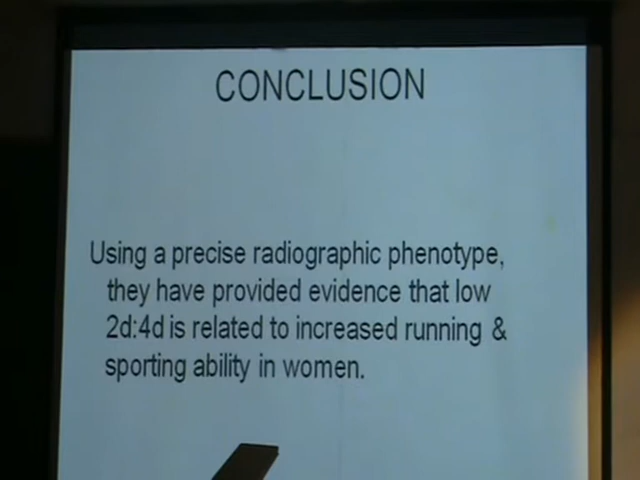 CONCLUSION
Using a precise radiographic phenotype,
they have provided evidence that low
2d:4d is related to increased running &
sporting ability in women.